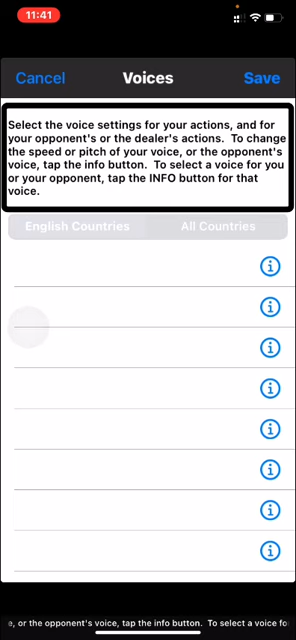 11:41
Cancel
Voices
Save
Select the voice settings for your actions, and for
your opponent's or the dealer's actions.  To change
the speed or pitch of your voice, or the opponent's
voice, tap the info button.  To select a voice for you
or your opponent, tap the INFO button for that
voice.
English Countries
All Countries
e, or the opponent's voice, tap the info button.  To select a voice fo